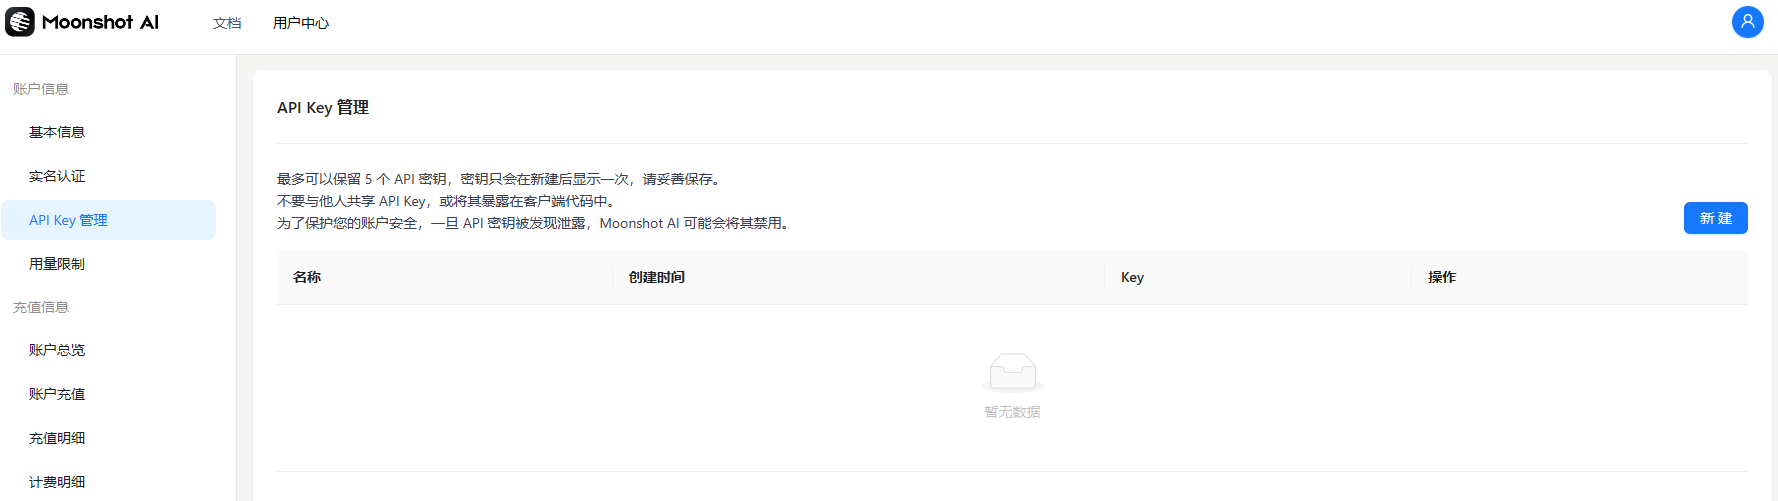 Moonshot AI
文档
用户中心
账户信息
基本信息
实名认证
API Key 管理
用量限制
充值信息
账户总览
账户充值
充值明细
计费明细
API Key 管理
最多可以保留 5 个 API 密钥，密钥只会在新建后显示一次，请妥善保存。
不要与他人共享 API Key，或将其暴露在客户端代码中。
为了保护您的账户安全，一旦 API 密钥被发现泄露，Moonshot AI 可能会将其禁用。
新 建
名称 创建时间 Key 操作
暂无数据